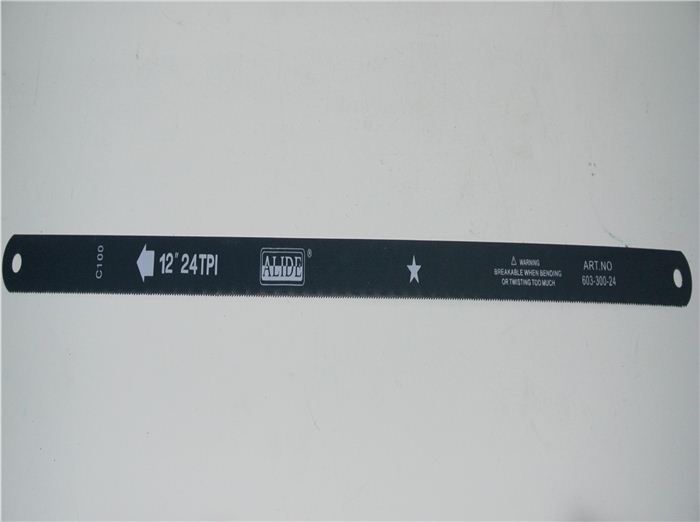 C100
12" 24TPI
ALIDE®
⚠ WARNING
BREAKABLE WHEN BENDING
OR TWISTING TOO MUCH
ART.NO
603-300-24